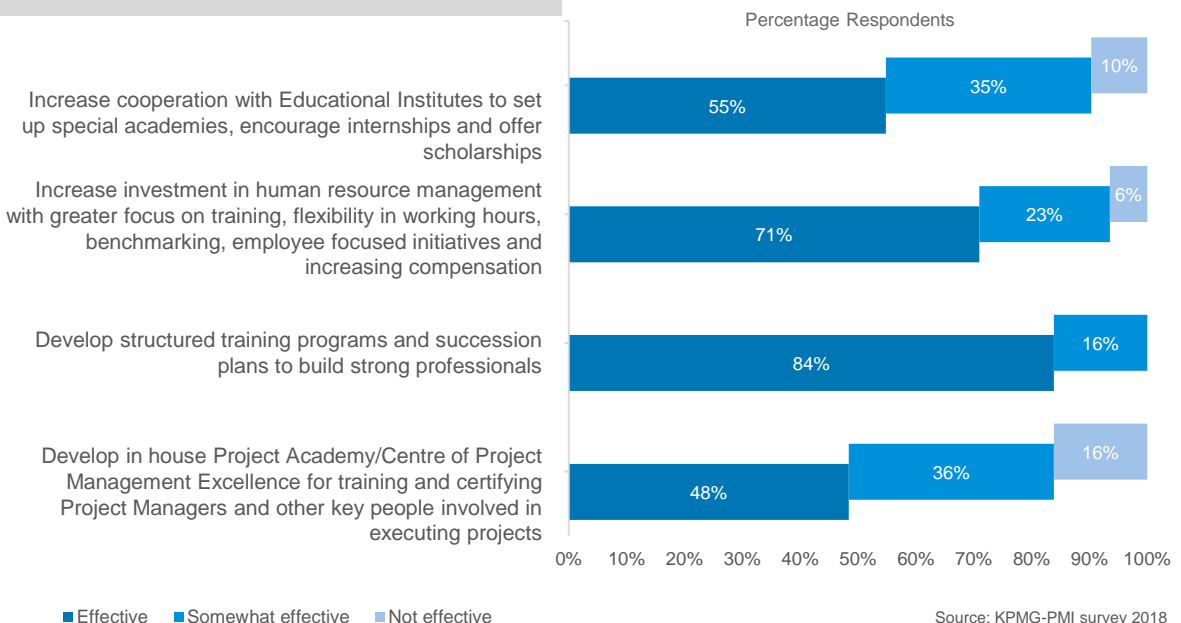 Percentage Respondents
Increase cooperation with Educational Institutes to set
up special academies, encourage internships and offer
scholarships
55%
35%
10%
Increase investment in human resource management
with greater focus on training, flexibility in working hours,
benchmarking, employee focused initiatives and
increasing compensation
71%
23%
6%
Develop structured training programs and succession
plans to build strong professionals
84%
16%
Develop in house Project Academy/Centre of Project
Management Excellence for training and certifying
Project Managers and other key people involved in
executing projects
48%
36%
16%
0% 10% 20% 30% 40% 50% 60% 70% 80% 90% 100%
Effective Somewhat effective Not effective
Source: KPMG-PMI survey 2018